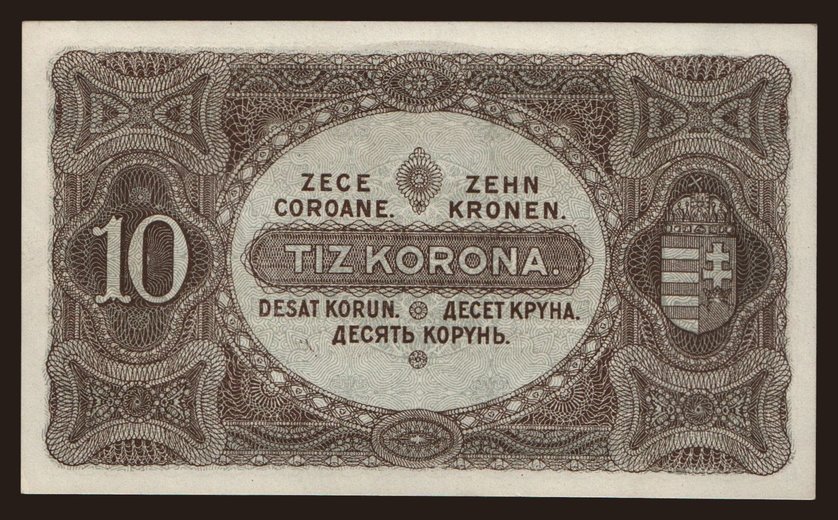 ZECE
COROANE.
ZEHN
KRONEN.
10
TIZ KORONA.
DESAT KORUN.
ДЕСЕТ КРУНА.
ДЕСЯТЬ КОРУНЬ.